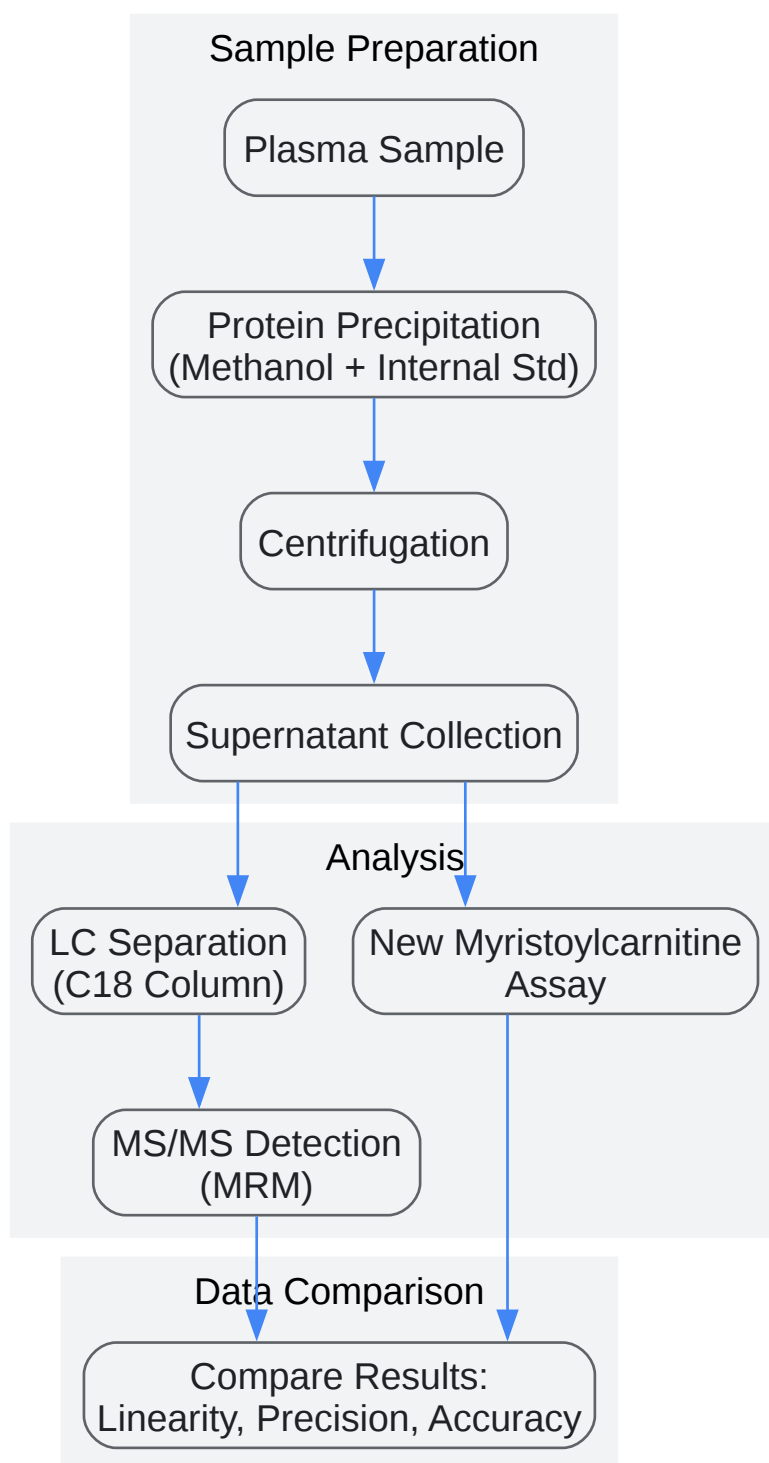 Sample Preparation
Plasma Sample
Protein Precipitation
(Methanol + Internal Std)
Centrifugation
Supernatant Collection
Analysis
LC Separation
(C18 Column)
New Myristoylcarnitine
Assay
MS/MS Detection
(MRM)
Data Comparison
Compare Results:
Linearity, Precision, Accuracy